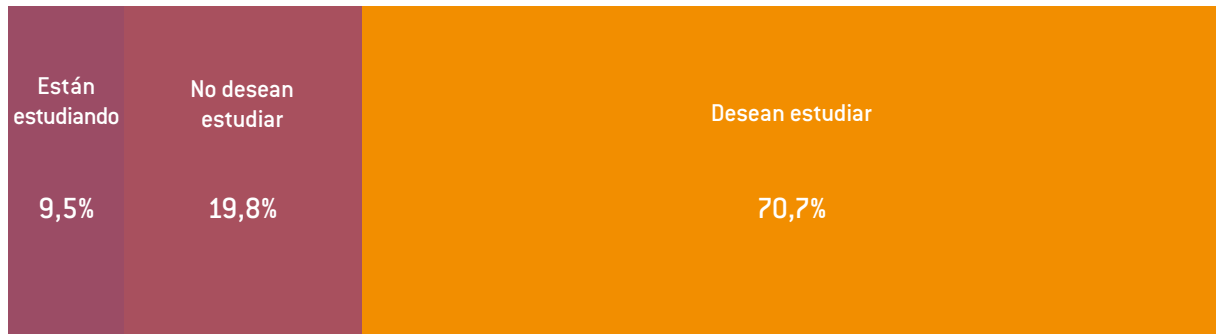 Están
estudiando
9,5%
No desean
estudiar
19,8%
Desean estudiar
70,7%